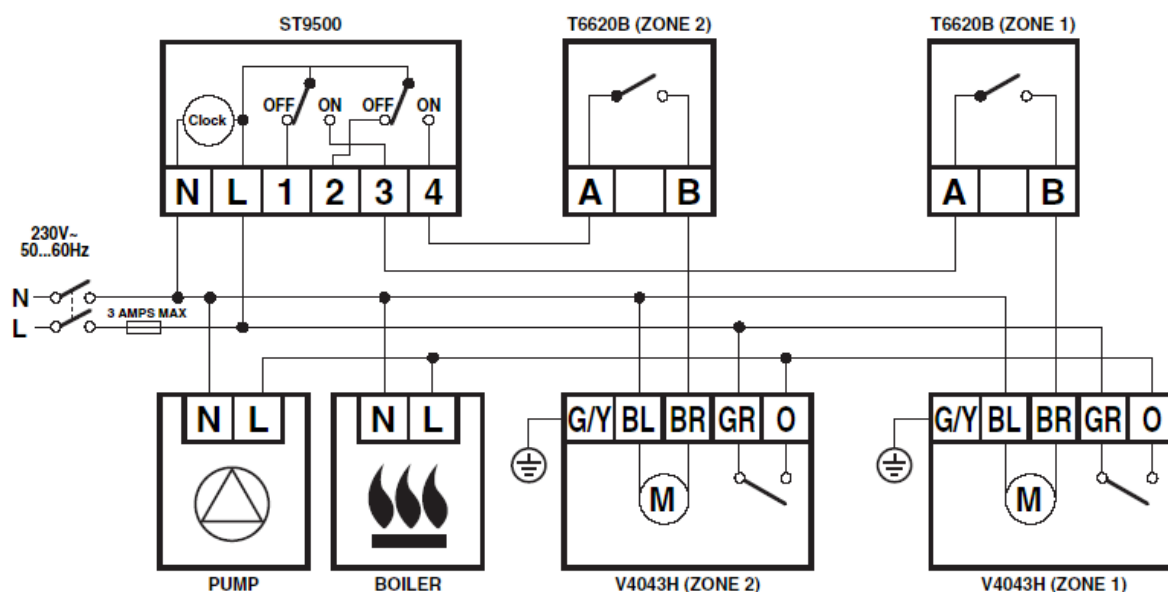 ST9500
T6620B (ZONE 2)
T6620B (ZONE 1)
Clock
OFF ON OFF ON
N L 1 2 3 4
A B
A B
230V~
50...60Hz
N
L
3 AMPS MAX
N L
N L
G/Y BL BR GR O
G/Y BL BR GR O
M
M
PUMP
BOILER
V4043H (ZONE 2)
V4043H (ZONE 1)